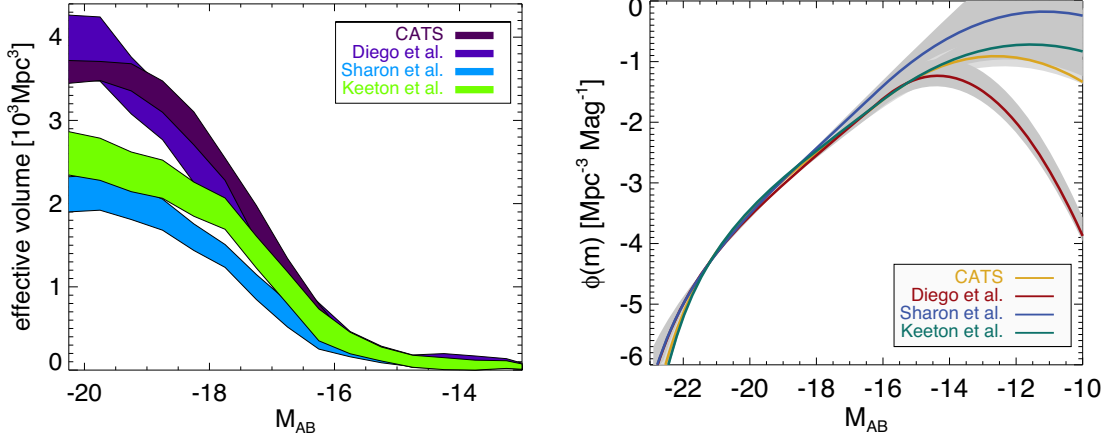 effective volume [10³Mpc³]
4
3
2
1
0
-20
-18
-16
-14
M_AB
CATS
Diego et al.
Sharon et al.
Keeton et al.
ϕ(m) [Mpc⁻³ Mag⁻¹]
0
-1
-2
-3
-4
-5
-6
-22
-20
-18
-16
-14
-12
-10
M_AB
CATS
Diego et al.
Sharon et al.
Keeton et al.